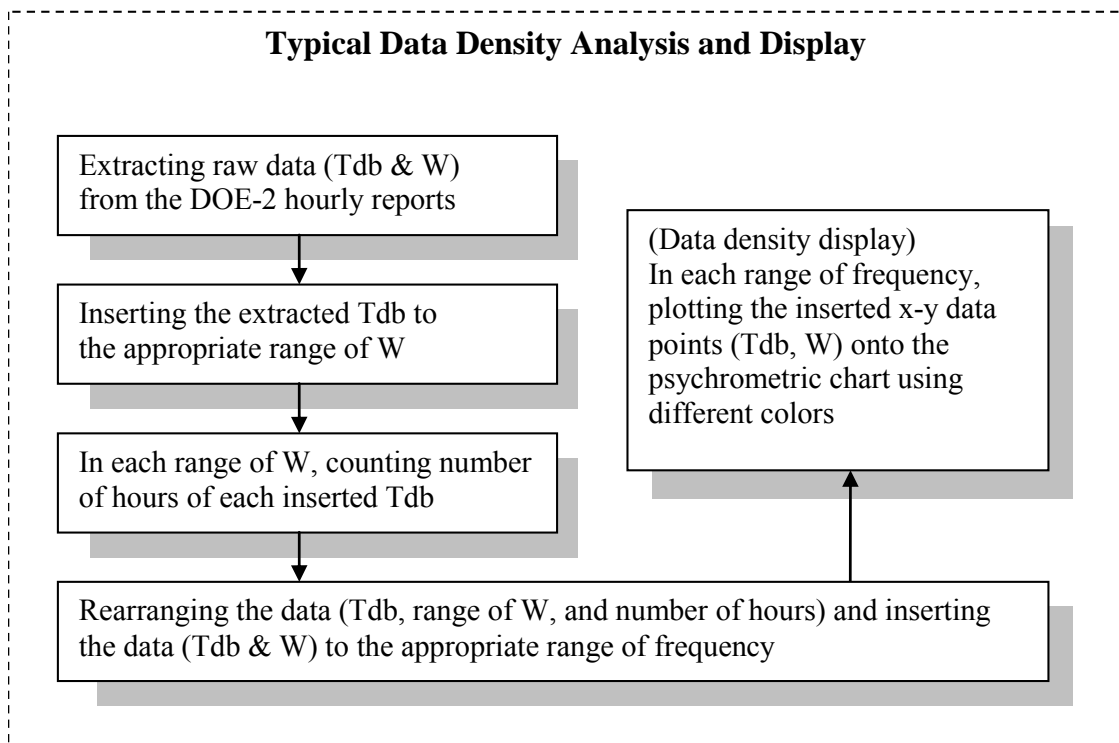 Typical Data Density Analysis and Display
Extracting raw data (Tdb & W)
from the DOE-2 hourly reports
Inserting the extracted Tdb to
the appropriate range of W
In each range of W, counting number
of hours of each inserted Tdb
Rearranging the data (Tdb, range of W, and number of hours) and inserting
the data (Tdb & W) to the appropriate range of frequency
(Data density display)
In each range of frequency,
plotting the inserted x-y data
points (Tdb, W) onto the
psychrometric chart using
different colors